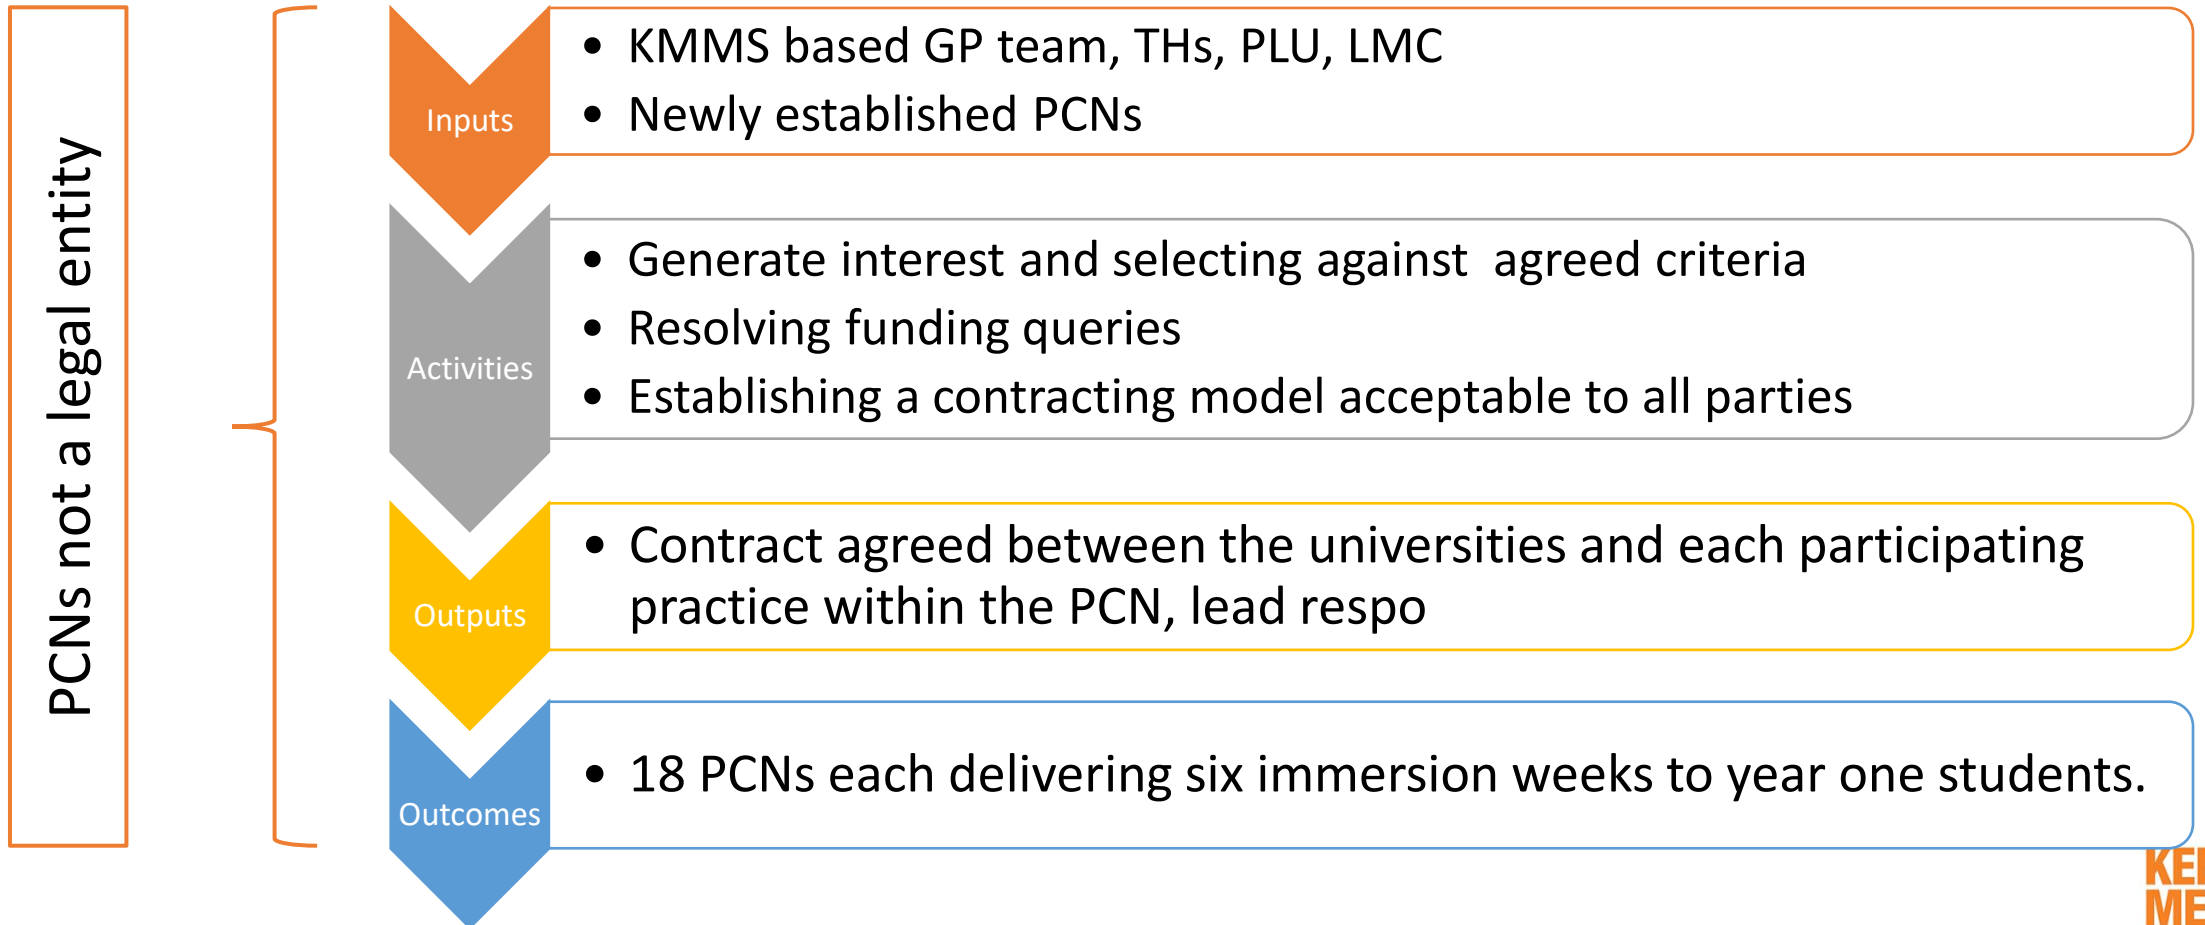 PCNs not a legal entity
Inputs
• KMMS based GP team, THs, PLU, LMC
• Newly established PCNs
Activities
• Generate interest and selecting against  agreed criteria
• Resolving funding queries
• Establishing a contracting model acceptable to all parties
Outputs
• Contract agreed between the universities and each participating
practice within the PCN, lead respo
Outcomes
• 18 PCNs each delivering six immersion weeks to year one students.
KE
ME